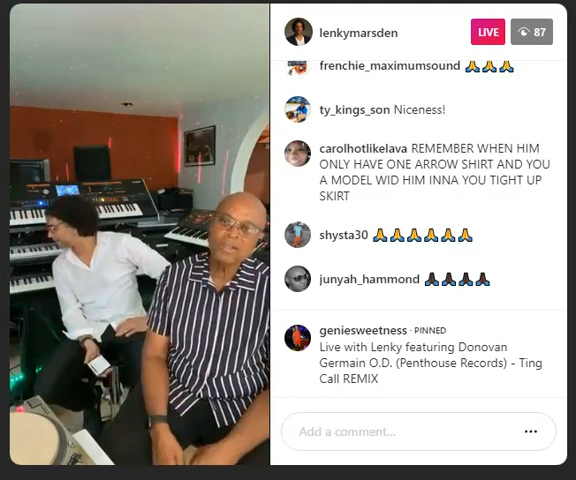 lenkymarsden
LIVE
87
frenchie_maximumsound 🙏🙏🙏
ty_kings_son Niceness!
carolhotlikelava REMEMBER WHEN HIM
ONLY HAVE ONE ARROW SHIRT AND YOU
A MODEL WID HIM INNA YOU TIGHT UP
SKIRT
shysta30 🙏🙏🙏🙏🙏🙏
junyah_hammond 🙏🏿🙏🏿🙏🏿🙏🏿
geniesweetness · PINNED
Live with Lenky featuring Donovan
Germain O.D. (Penthouse Records) - Ting
Call REMIX
Add a comment...